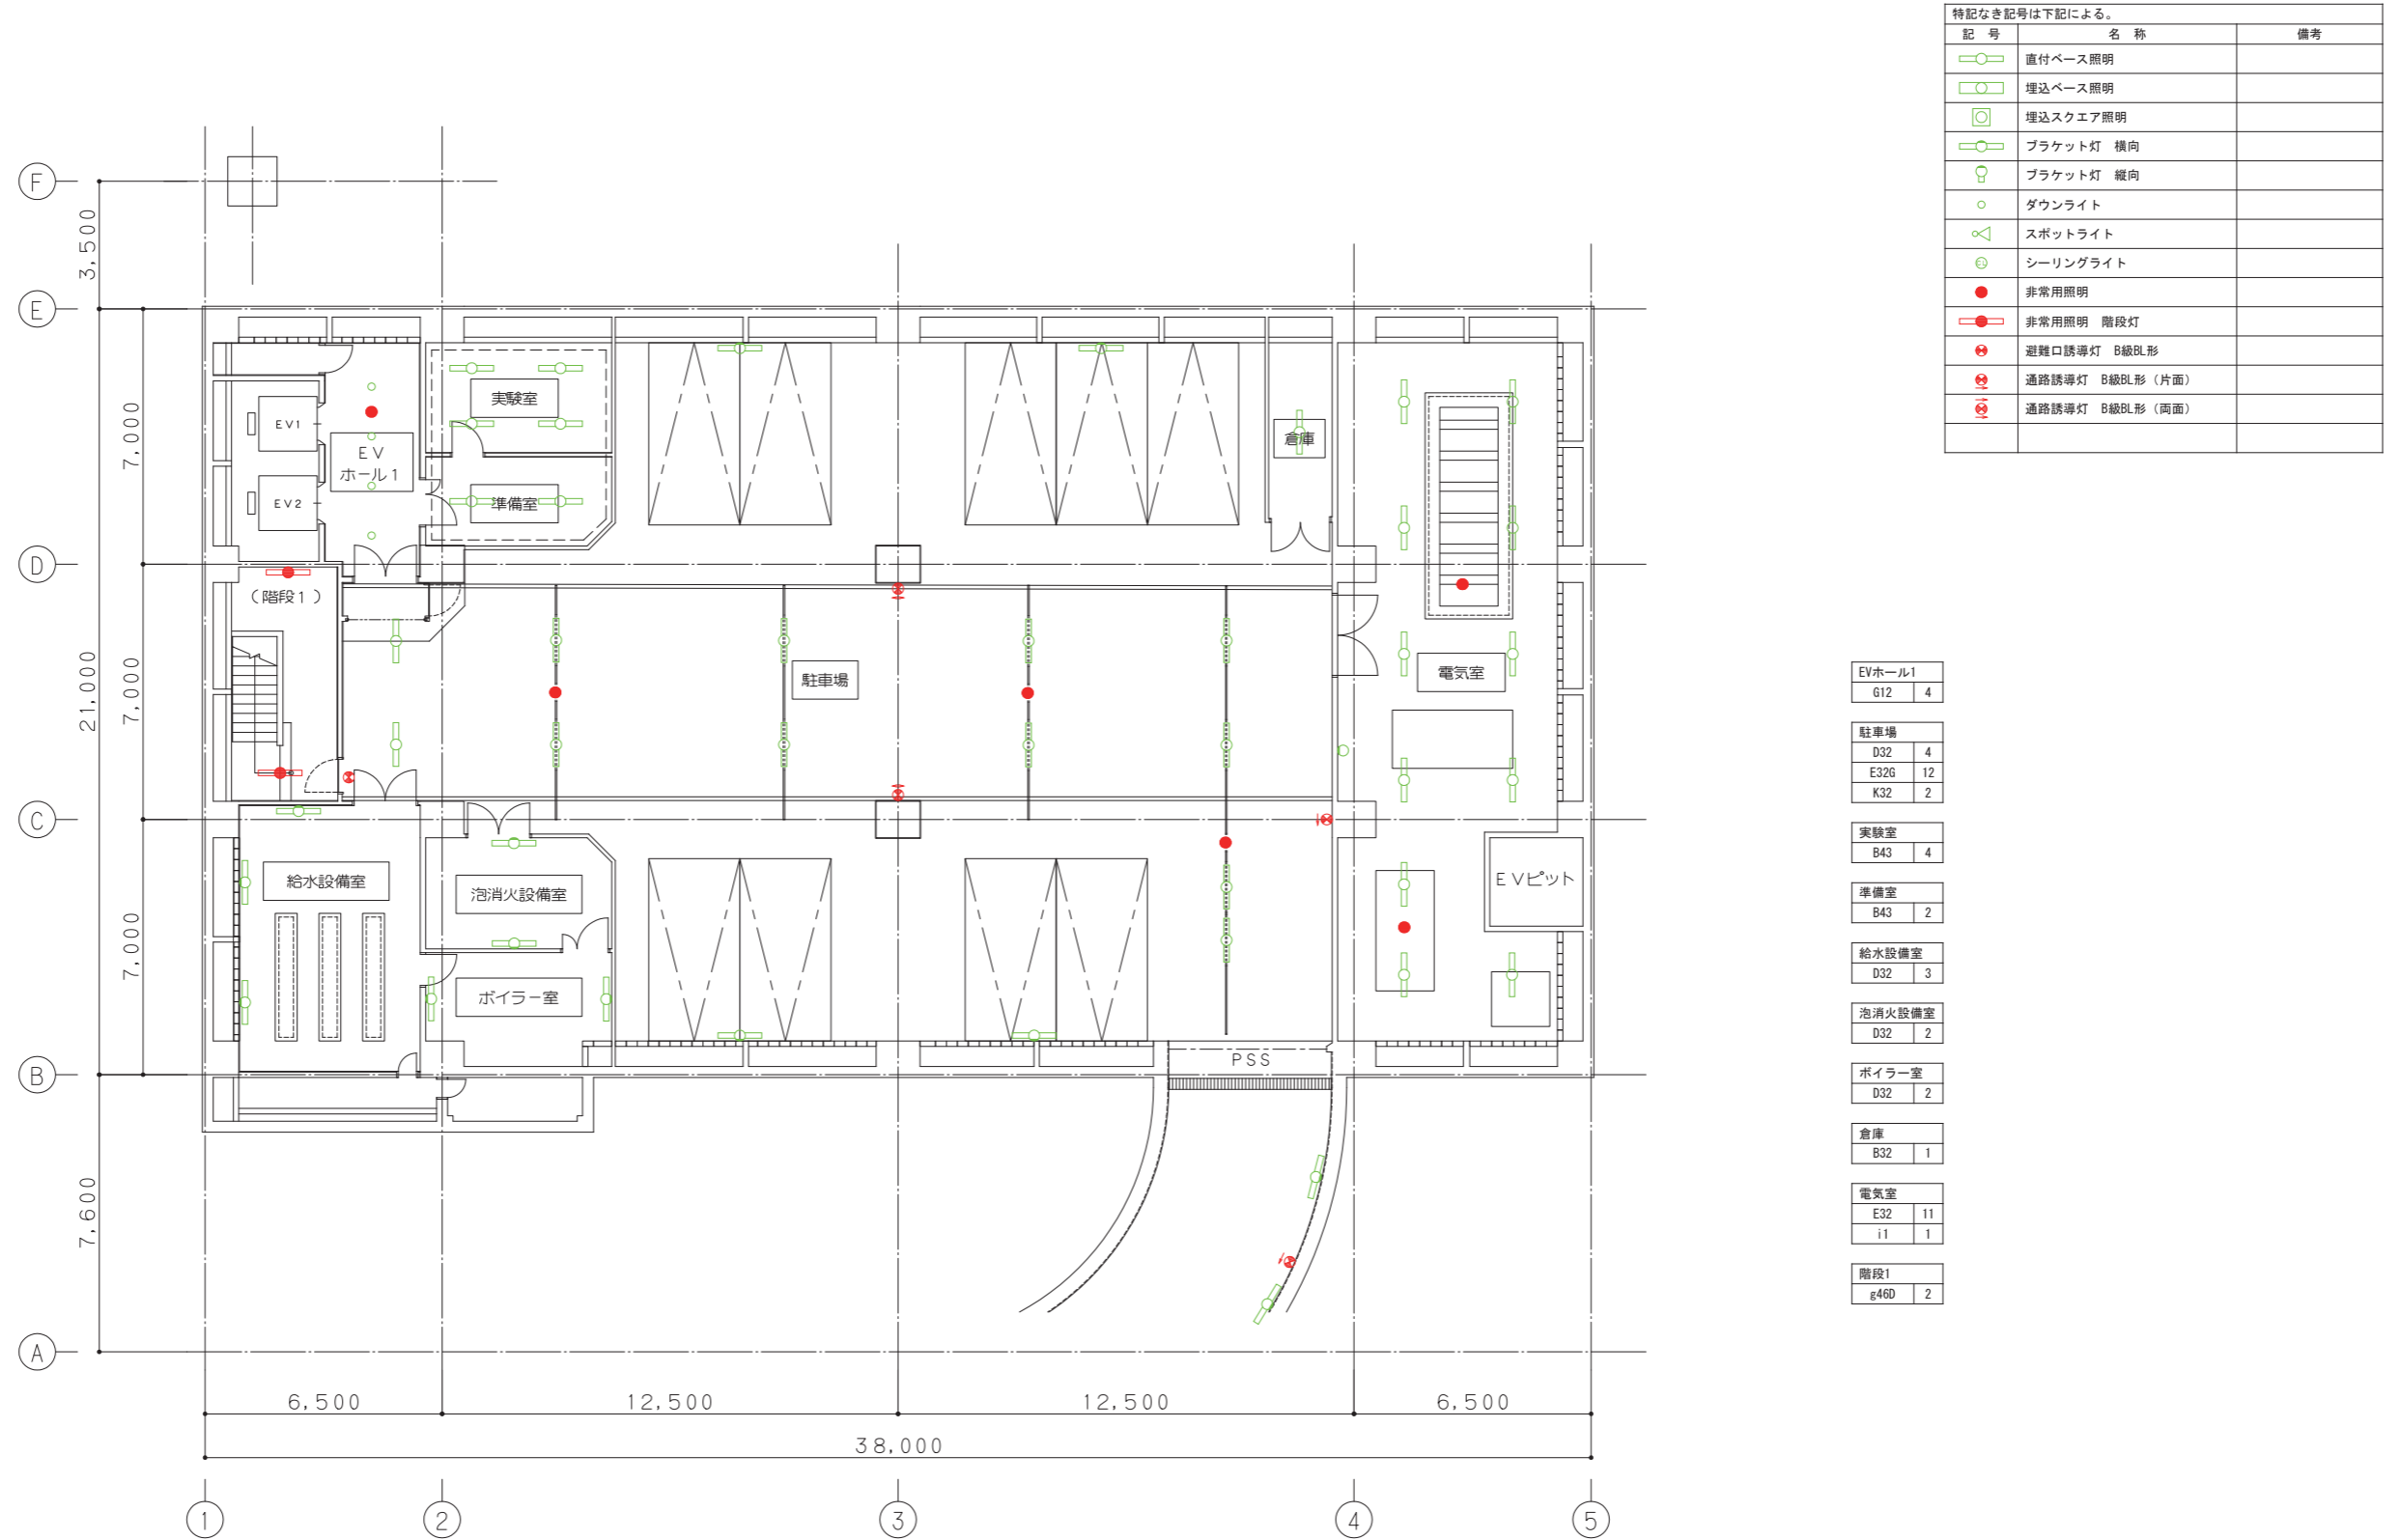 特記なき記号は下記による。
記 号 名 称 備考
直付ベース照明
埋込ベース照明
埋込スクエア照明
ブラケット灯 横向
ブラケット灯 縦向
ダウンライト
スポットライト
シーリングライト
非常用照明
非常用照明 階段灯
避難口誘導灯 B級BL形
通路誘導灯 B級BL形（片面）
通路誘導灯 B級BL形（両面）
F
E
D
C
B
A
3,500
7,000
7,000
7,000
21,000
7,600
EV1
EV2
EV
ホール1
実験室
準備室
倉庫
（階段1）
駐車場
電気室
給水設備室
泡消火設備室
ボイラー室
EVピット
PSS
6,500
12,500
12,500
6,500
38,000
1
2
3
4
5
EVホール1
G12 4
駐車場
D32 4
E32G 12
K32 2
実験室
B43 4
準備室
B43 2
給水設備室
D32 3
泡消火設備室
D32 2
ボイラー室
D32 2
倉庫
B32 1
電気室
E32 11
i1 1
階段1
g46D 2